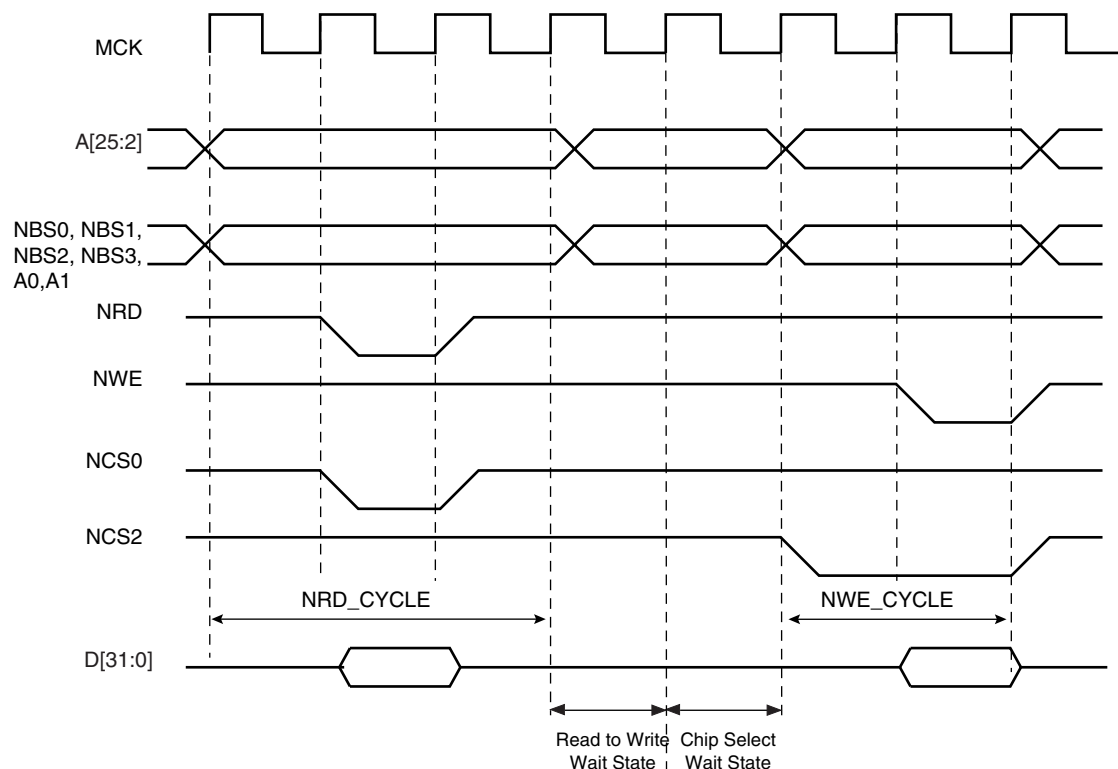 MCK
A[25:2]
NBS0, NBS1,
NBS2, NBS3,
A0,A1
NRD
NWE
NCS0
NCS2
NRD_CYCLE
NWE_CYCLE
D[31:0]
Read to Write
Wait State
Chip Select
Wait State